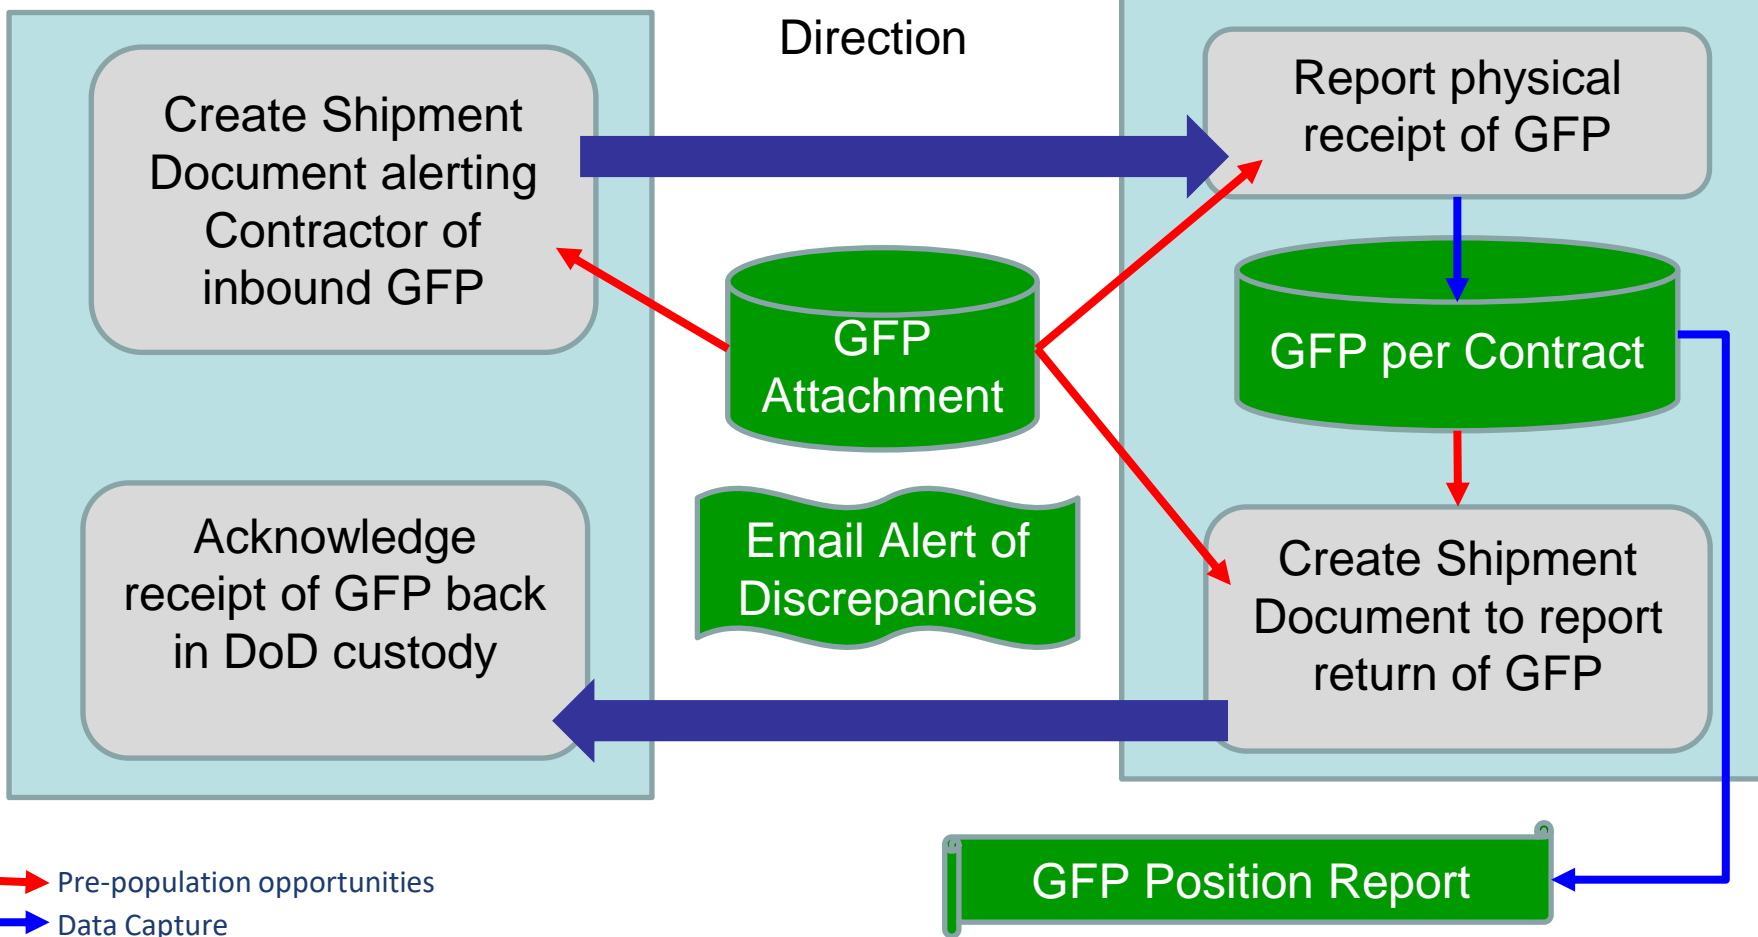 Direction
Create Shipment
Document alerting
Contractor of
inbound GFP
Report physical
receipt of GFP
GFP
Attachment
GFP per Contract
Acknowledge
receipt of GFP back
in DoD custody
Email Alert of
Discrepancies
Create Shipment
Document to report
return of GFP
GFP Position Report
Pre-population opportunities
Data Capture